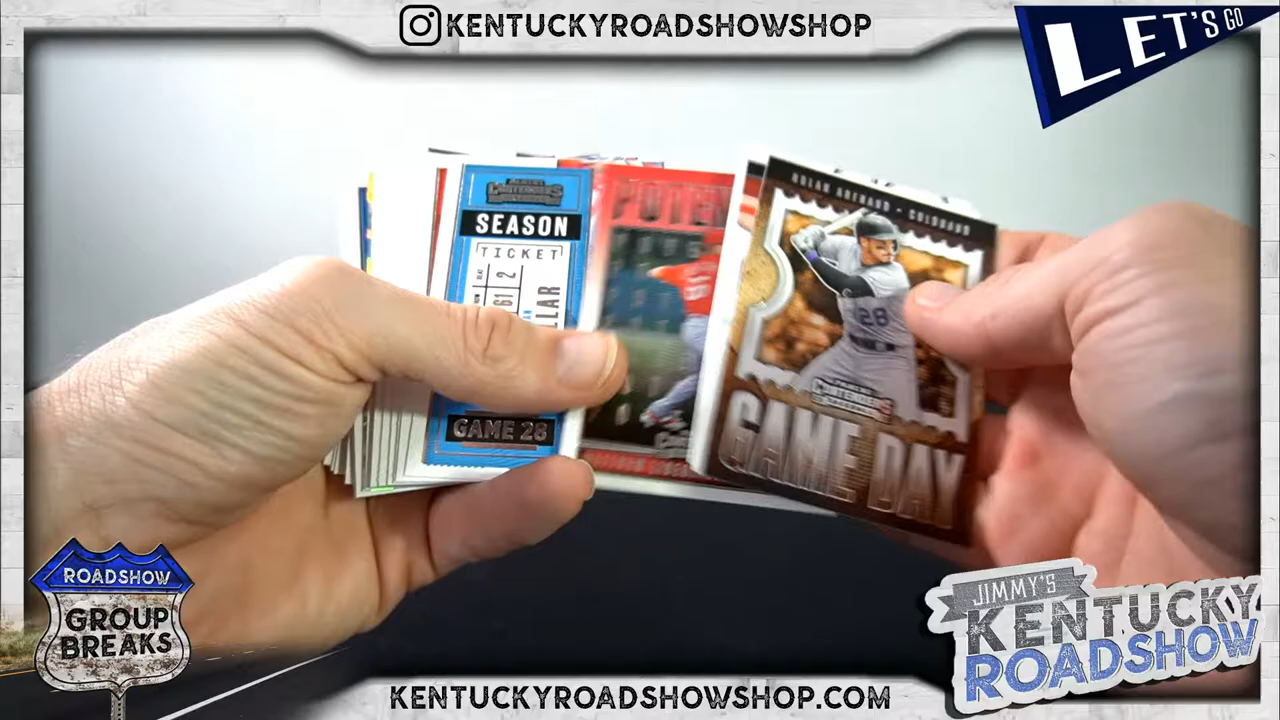 KENTUCKYROADSHOWSHOP
LET'S GO
NOLAN ARENADO • COLORADO
28
PANINI
CONTENDERS
GAME DAY
CONTENDERS
SEASON
TICKET
61
2
LLAR
GAME 28
ROADSHOW
GROUP
BREAKS
JIMMY'S
KENTUCKY
ROADSHOW
KENTUCKYROADSHOWSHOP.COM